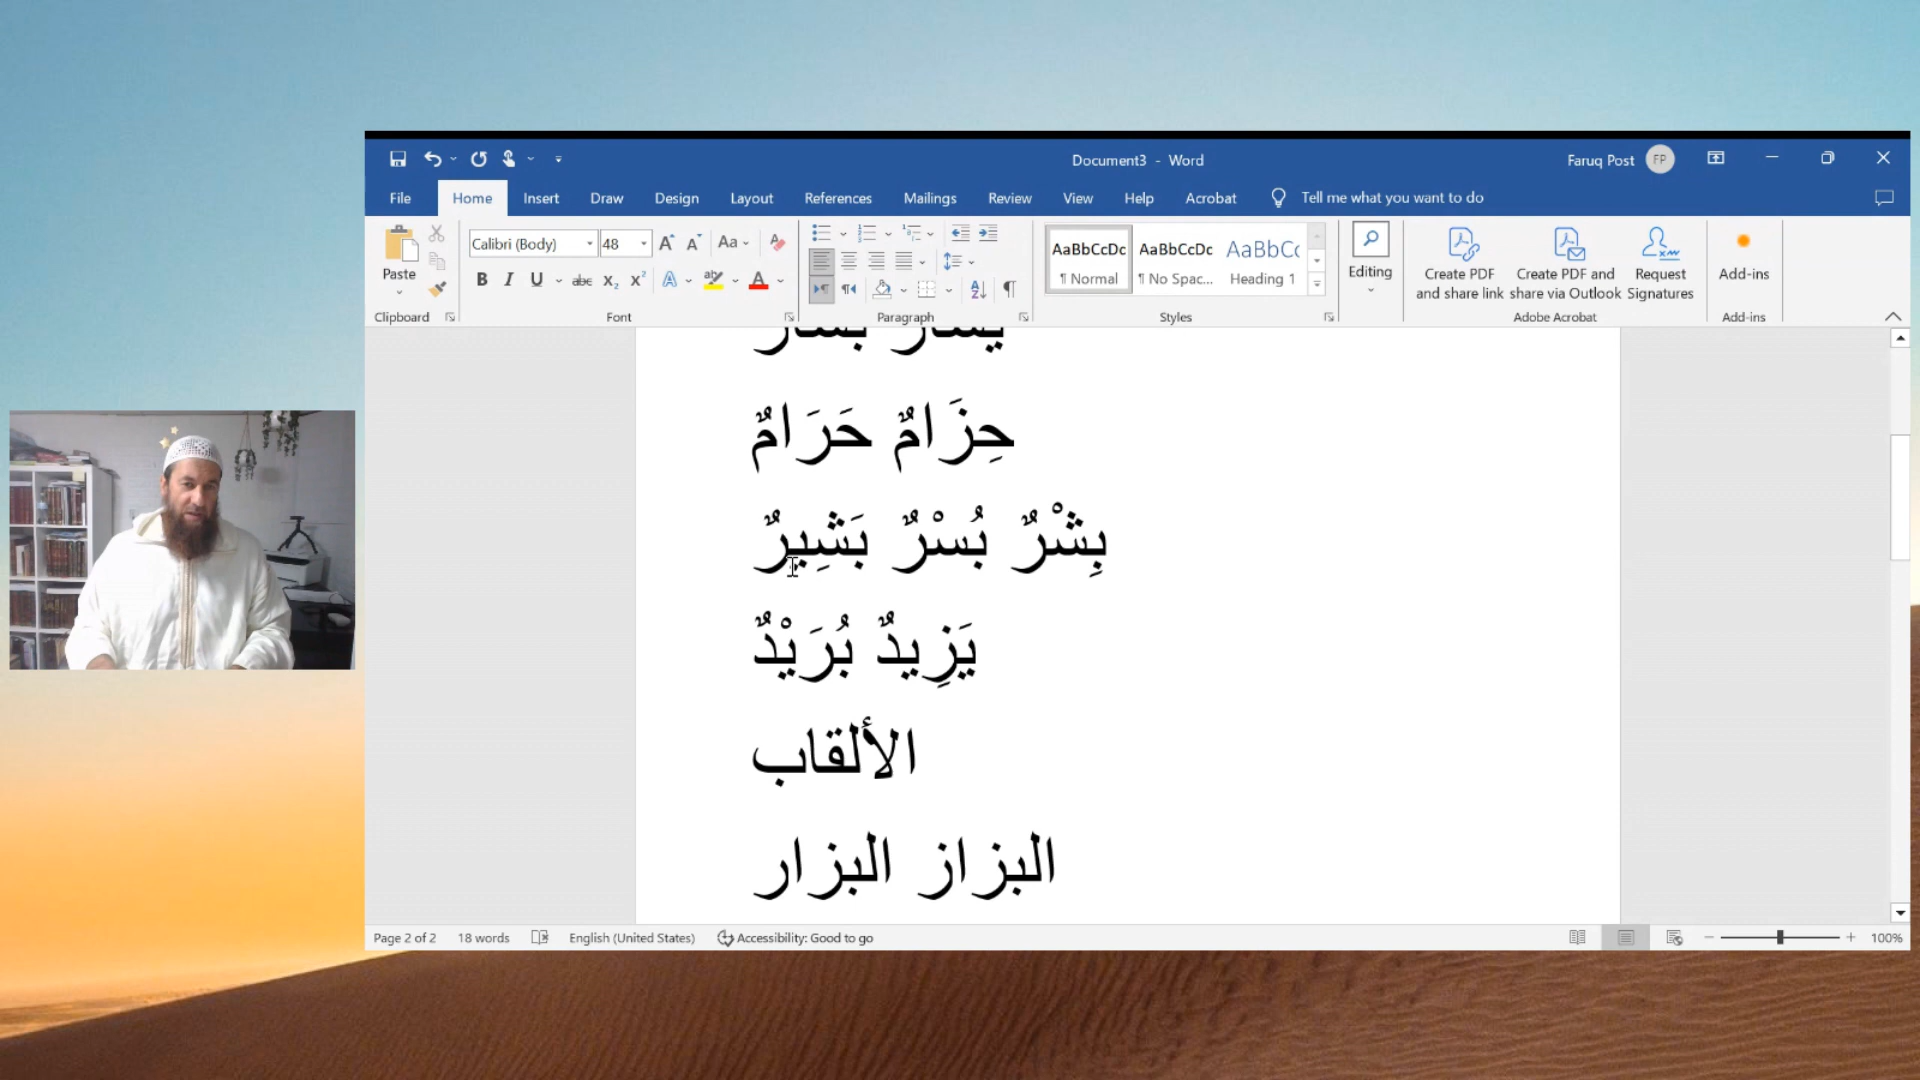 Document3 - Word
Faruq Post FP
File Home Insert Draw Design Layout References Mailings Review View Help Acrobat Tell me what you want to do
Paste
Clipboard
Calibri (Body) 48
Font
Paragraph
AaBbCcDc AaBbCcDc AaBbCc
¶ Normal ¶ No Spac... Heading 1
Styles
Editing
Create PDF and share link
Create PDF and share via Outlook
Request Signatures
Adobe Acrobat
Add-ins
Add-ins
حِزَامٌ حَرَامٌ
بِشْرٌ بُسْرٌ بَشِيرٌ
يَزِيدٌ بُرَيْدٌ
الألقاب
البزاز البزار
Page 2 of 2 18 words English (United States) Accessibility: Good to go 100%